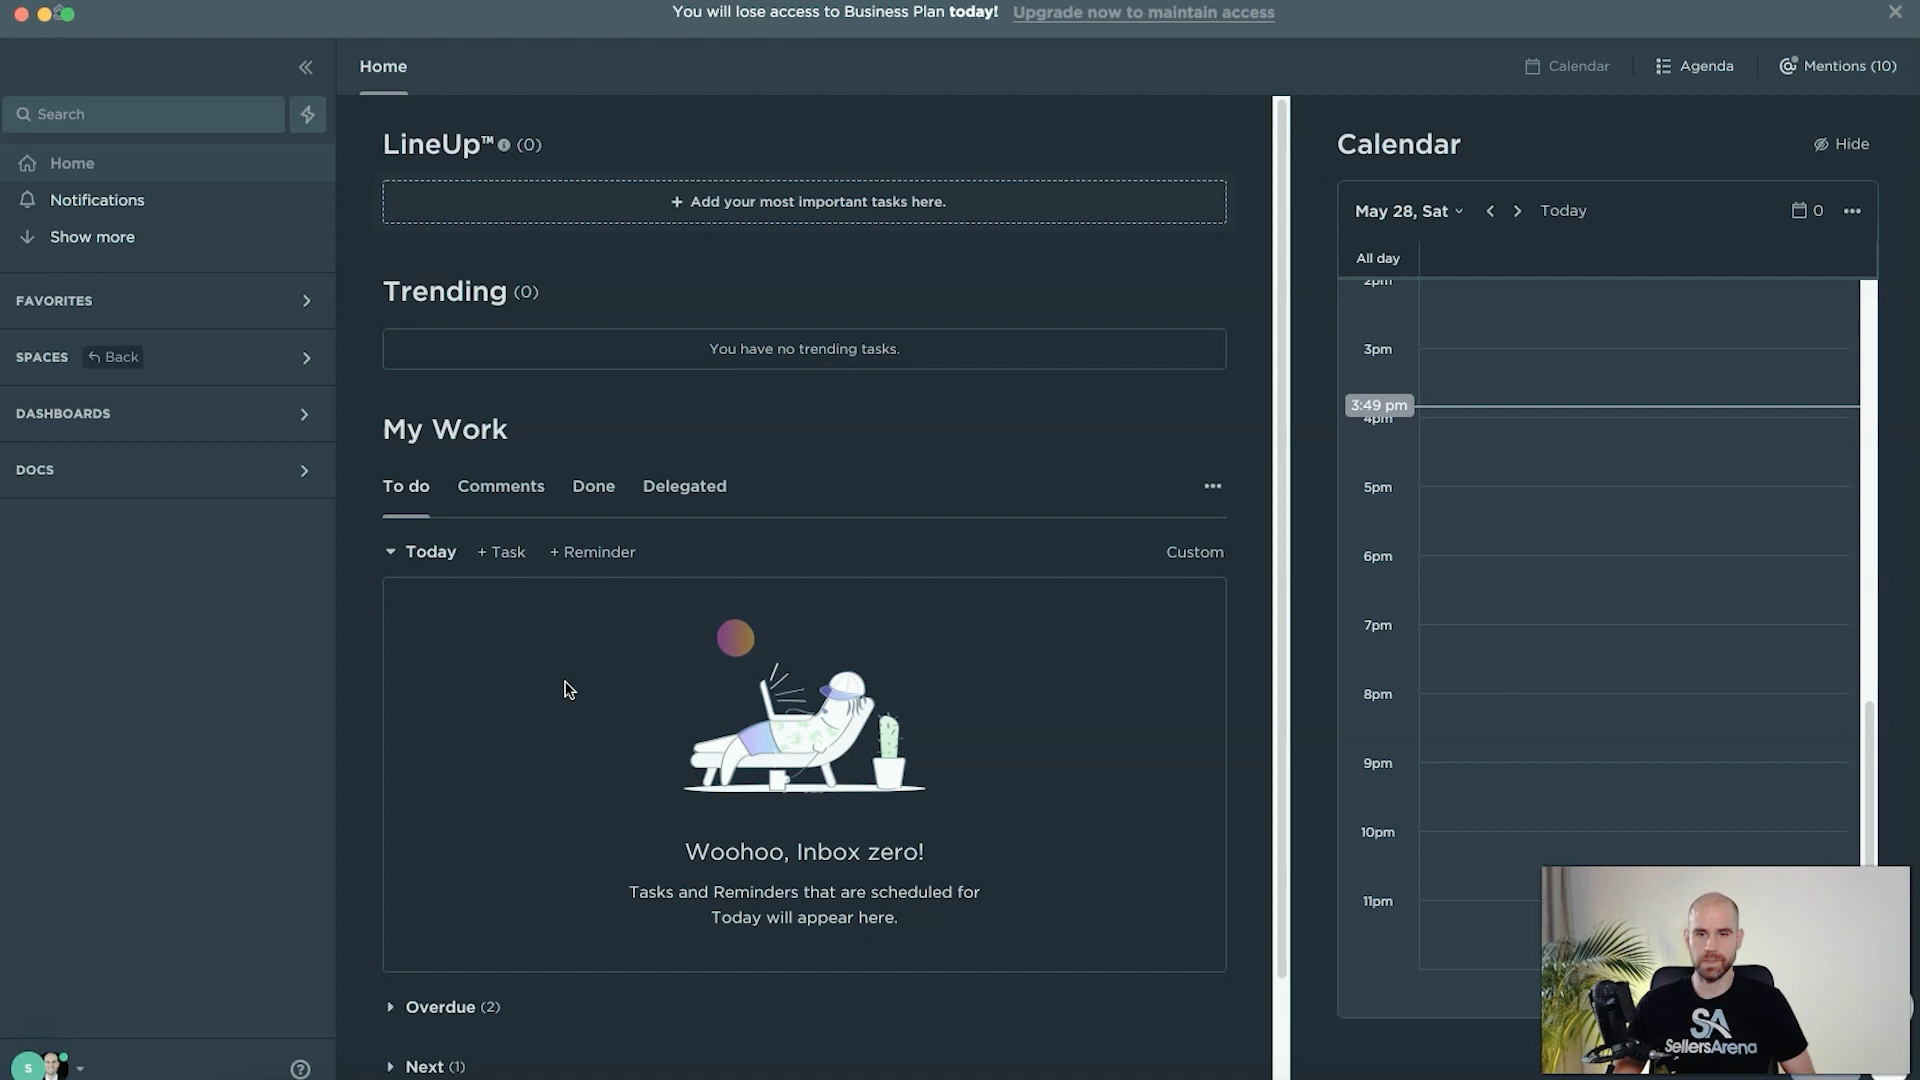 You will lose access to Business Plan today! Upgrade now to maintain access
Home
Calendar
Agenda
Mentions (10)
Search
Home
Notifications
Show more
FAVORITES
SPACES Back
DASHBOARDS
DOCS
S
LineUp™ (0)
+ Add your most important tasks here.
Trending (0)
You have no trending tasks.
My Work
To do Comments Done Delegated
Today + Task + Reminder Custom
Woohoo, Inbox zero!
Tasks and Reminders that are scheduled for
Today will appear here.
Overdue (2)
Next (1)
Calendar
Hide
May 28, Sat Today 0
All day
2pm
3pm
3:49 pm
4pm
5pm
6pm
7pm
8pm
9pm
10pm
11pm
SA
SellersArena